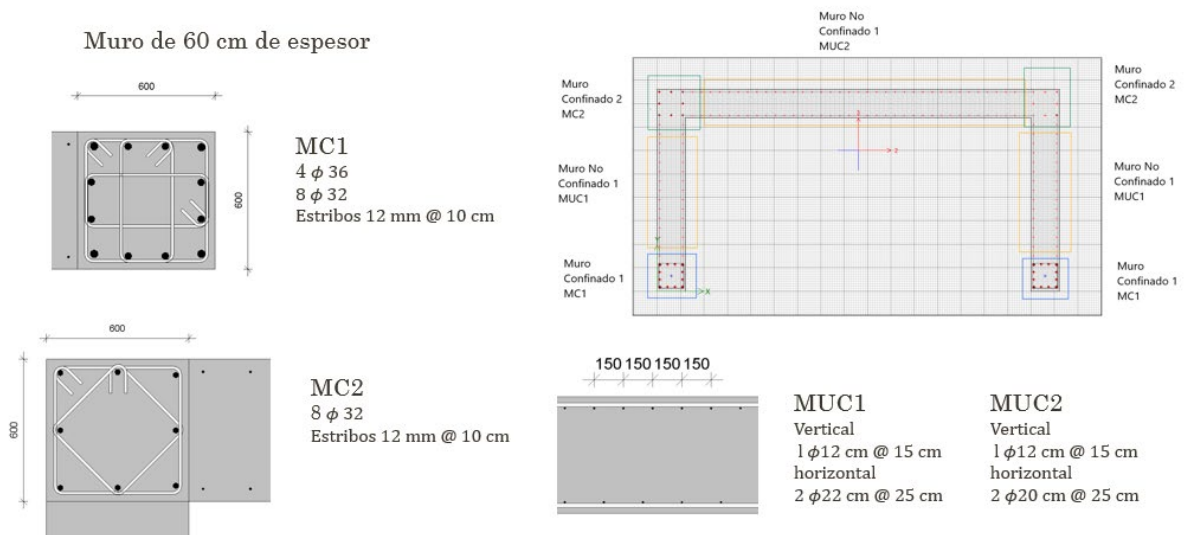 Muro de 60 cm de espesor
600
600
MC1
4 ϕ 36
8 ϕ 32
Estribos 12 mm @ 10 cm
600
600
MC2
8 ϕ 32
Estribos 12 mm @ 10 cm
Muro No
Confinado 1
MUC2
Muro
Confinado 2
MC2
Muro
Confinado 2
MC2
Muro No
Confinado 1
MUC1
Muro No
Confinado 1
MUC1
Muro
Confinado 1
MC1
Muro
Confinado 1
MC1
z
Y
X
150 150 150 150
MUC1
Vertical
1 ϕ12 cm @ 15 cm
horizontal
2 ϕ22 cm @ 25 cm
MUC2
Vertical
1 ϕ12 cm @ 15 cm
horizontal
2 ϕ20 cm @ 25 cm